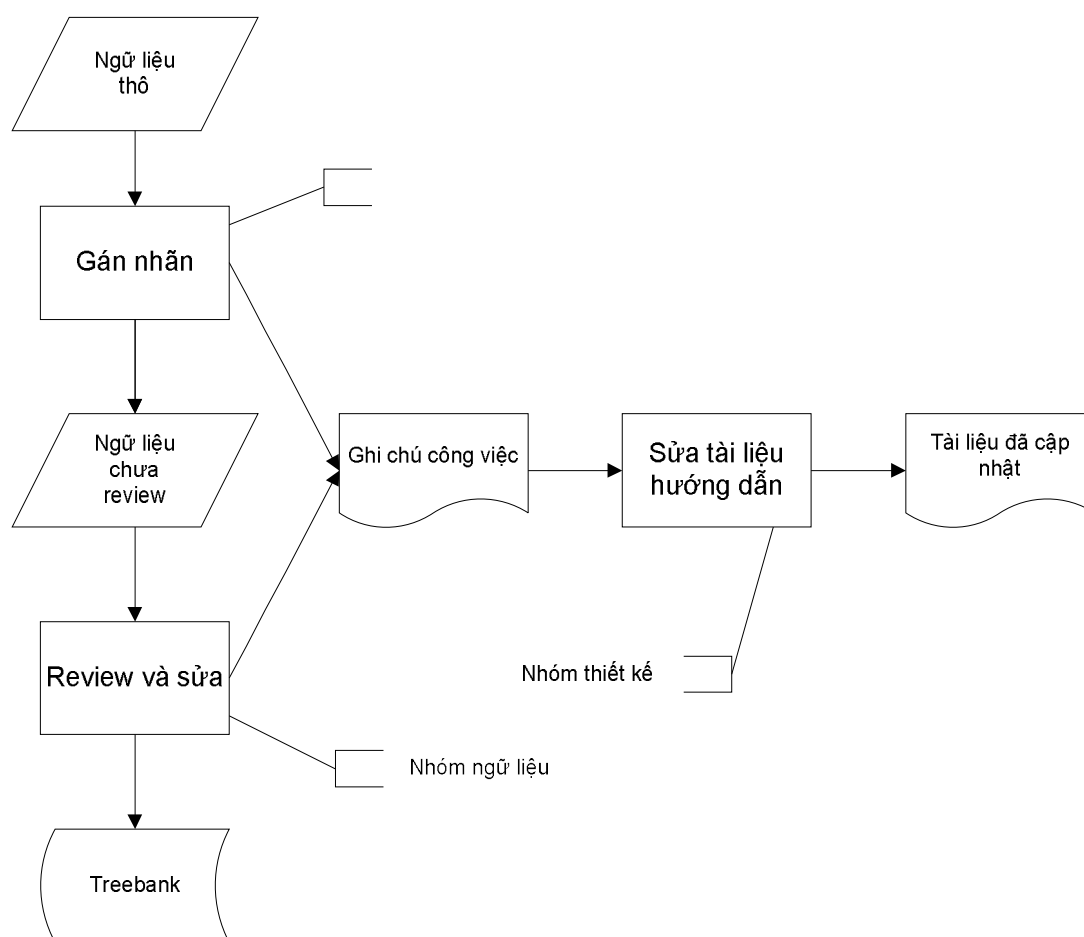 Ngữ liệu
thô
Gán nhãn
Ngữ liệu
chưa
review
Ghi chú công việc
Sửa tài liệu
hướng dẫn
Tài liệu đã cập
nhật
Review và sửa
Nhóm thiết kế
Nhóm ngữ liệu
Treebank